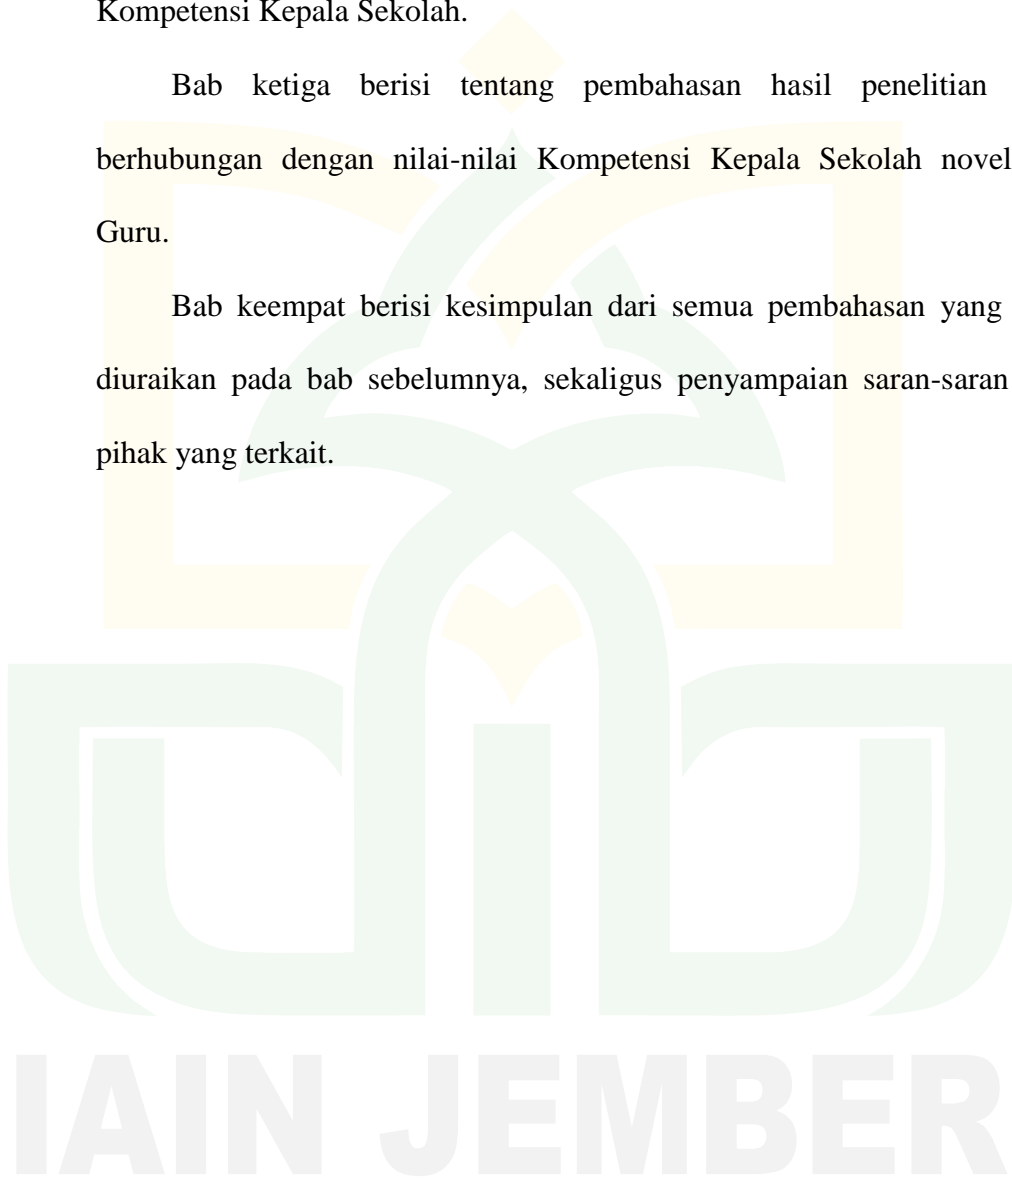 Kompetensi Kepala Sekolah.
Bab ketiga berisi tentang pembahasan hasil penelitian
berhubungan dengan nilai-nilai Kompetensi Kepala Sekolah novel
Guru.
Bab keempat berisi kesimpulan dari semua pembahasan yang
diuraikan pada bab sebelumnya, sekaligus penyampaian saran-saran
pihak yang terkait.
IAIN JEMBER